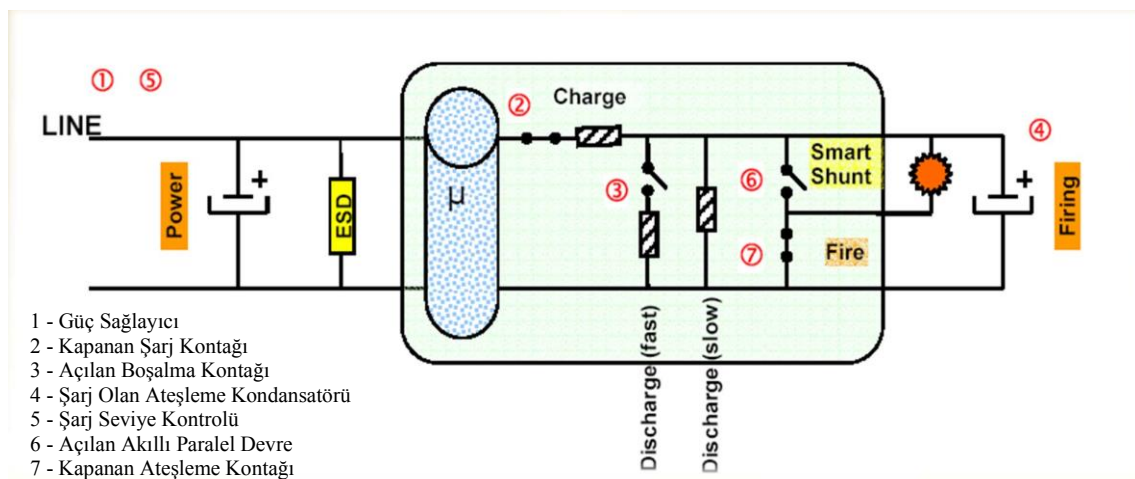 ① ⑤
② Charge
LINE
④
Smart
Shunt
⑥
③
Power
+
ESD
μ
+
Firing
⑦ Fire
1 - Güç Sağlayıcı
2 - Kapanan Şarj Kontağı
3 - Açılan Boşalma Kontağı
4 - Şarj Olan Ateşleme Kondansatörü
5 - Şarj Seviye Kontrolü
6 - Açılan Akıllı Paralel Devre
7 - Kapanan Ateşleme Kontağı
Discharge (fast)
Discharge (slow)